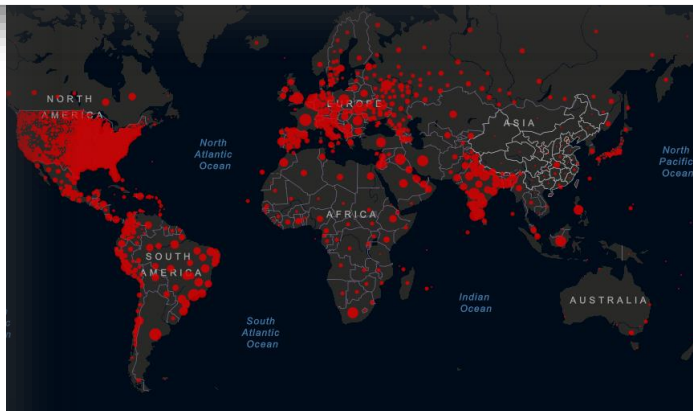 NORTH
AMERICA
EUROPE
ASIA
North
Atlantic
Ocean
North
Pacific
Ocean
AFRICA
SOUTH
AMERICA
Indian
Ocean
AUSTRALIA
South
Atlantic
Ocean